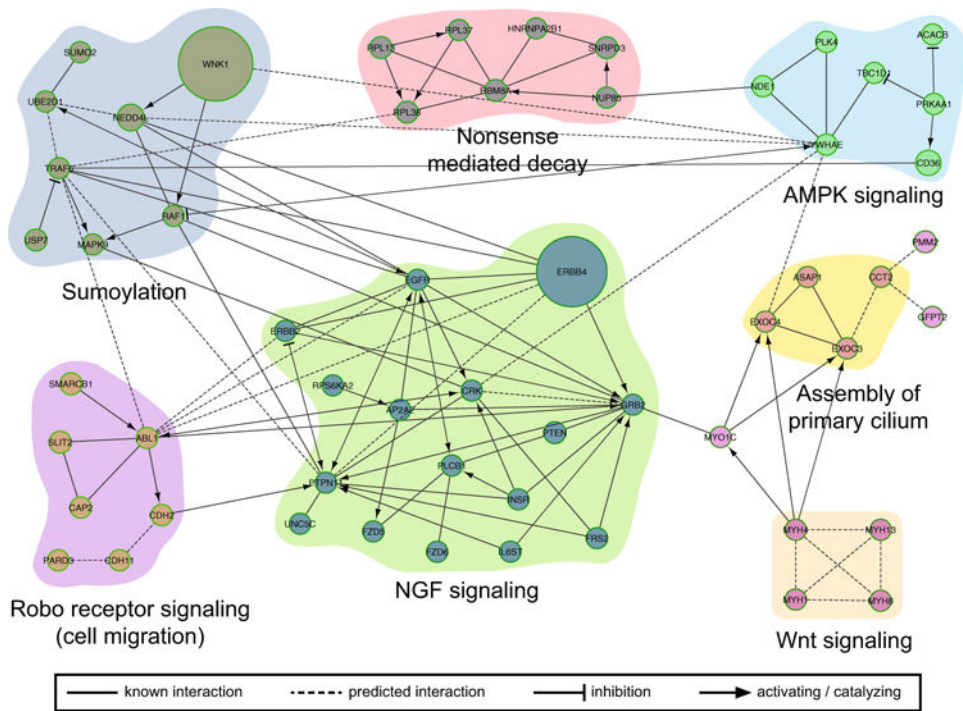 SUMO2
WNK1
UBE2D1
NEDD4L
TRAF6
RAF1
USP7
MAPK9
Sumoylation
RPL13
RPL37
HNRNPA2B1
SNRPD3
RBM8A
RPL38
NUP85
Nonsense
mediated decay
PLK4
ACACB
NDE1
TBC1D1
PRKAA1
YWHAE
CD36
AMPK signaling
EGFR
ERBB4
ERBB2
RPS6KA2
CRK
AP2A2
GRB2
PTEN
PLCB1
PTPN11
INSR
UNC5C
FZD5
FZD6
IL6ST
FRS2
NGF signaling
PMM2
ASAP1
CCT2
GFPT2
EXOC4
EXOC3
Assembly of
primary cilium
MYO1C
SMARCB1
ABL1
SLIT2
CAP2
CDH2
PARD3
CDH11
Robo receptor signaling
(cell migration)
MYH4
MYH13
MYH1
MYH8
Wnt signaling
known interaction
predicted interaction
inhibition
activating / catalyzing